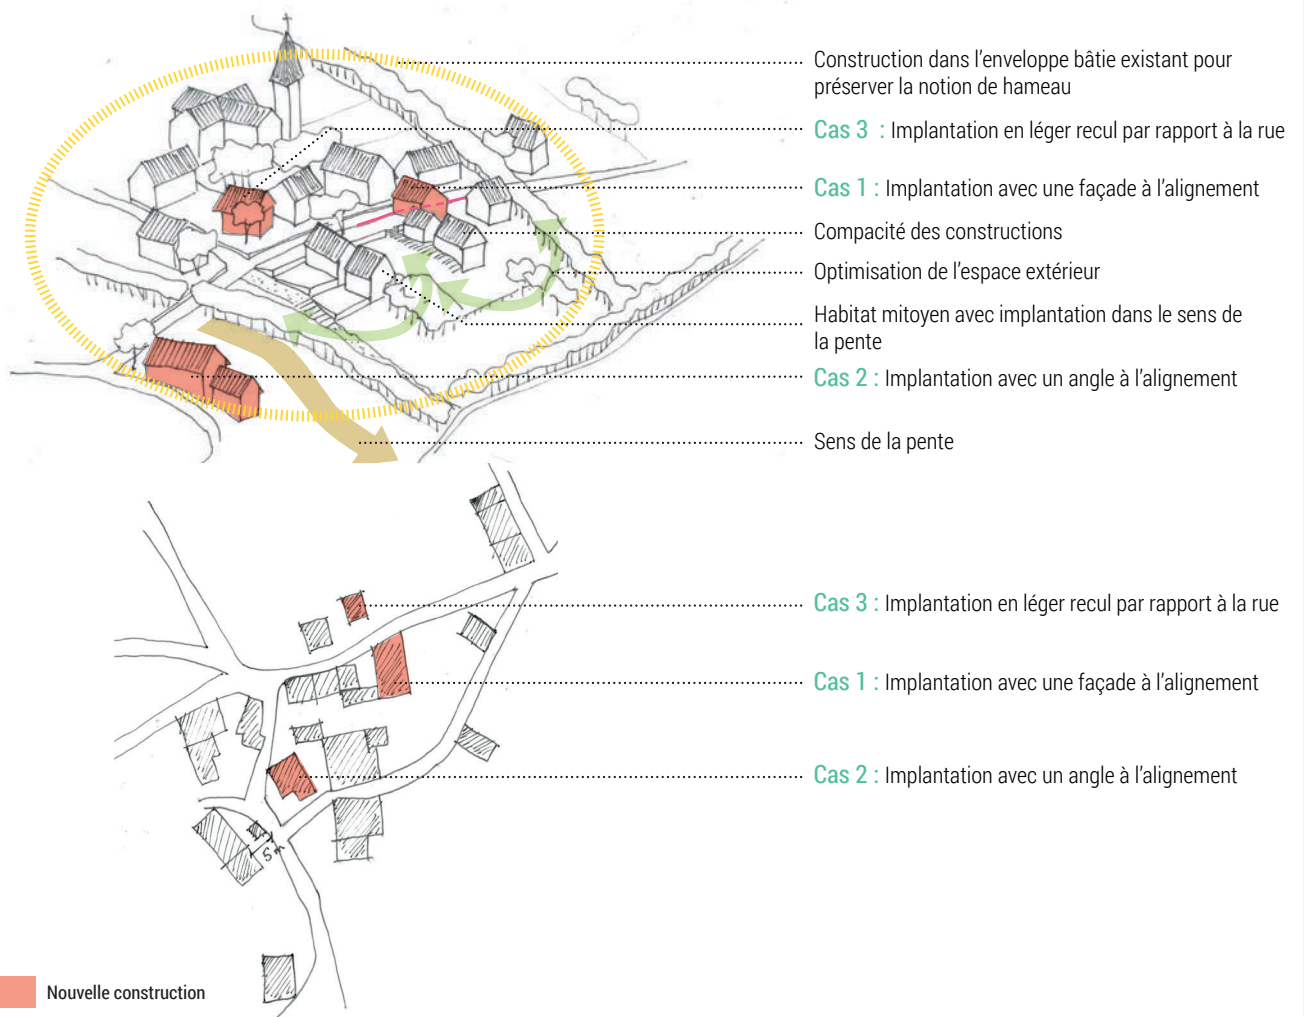 Construction dans l'enveloppe bâtie existant pour
préserver la notion de hameau
Cas 3 : Implantation en léger recul par rapport à la rue
Cas 1 : Implantation avec une façade à l'alignement
Compacité des constructions
Optimisation de l'espace extérieur
Habitat mitoyen avec implantation dans le sens de
la pente
Cas 2 : Implantation avec un angle à l'alignement
Sens de la pente
Cas 3 : Implantation en léger recul par rapport à la rue
Cas 1 : Implantation avec une façade à l'alignement
Cas 2 : Implantation avec un angle à l'alignement
5m
Nouvelle construction